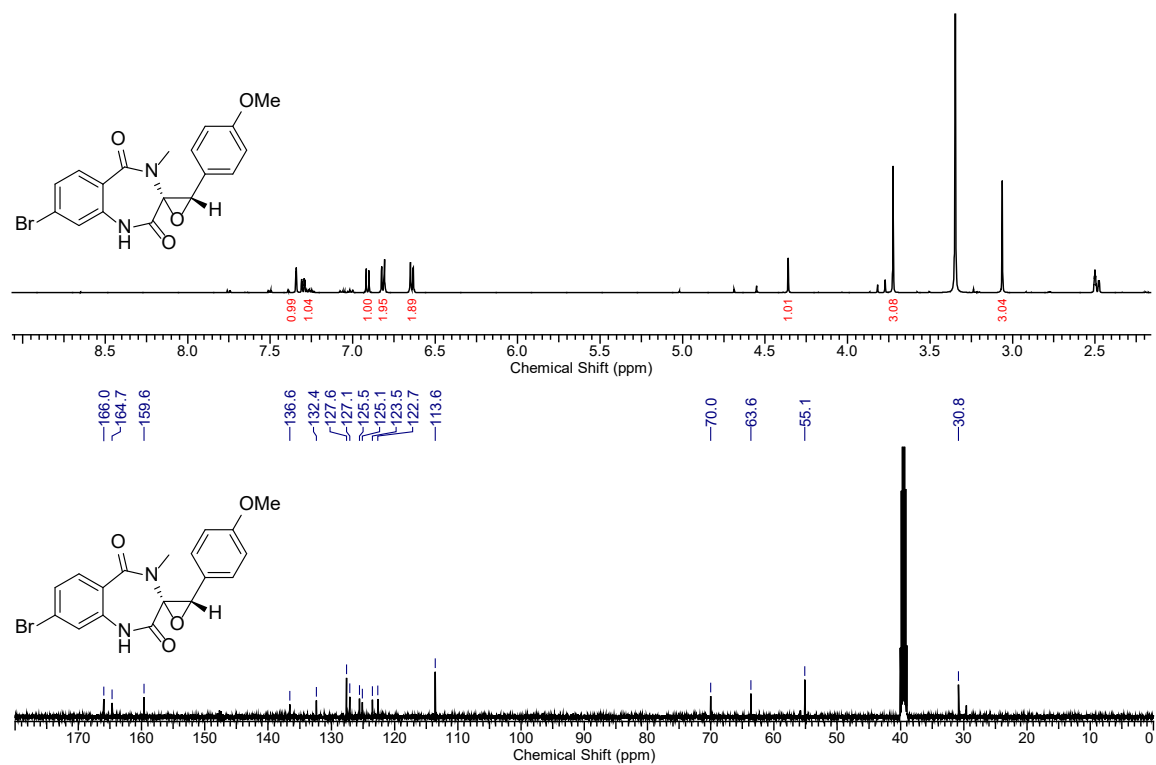 OMe
O
N
Br
N
H
O
O
H
0.99
1.04
1.00
1.95
1.89
1.01
3.08
3.04
8.5 8.0 7.5 7.0 6.5 6.0 5.5 5.0 4.5 4.0 3.5 3.0 2.5
Chemical Shift (ppm)
166.0
164.7
159.6
136.6
132.4
127.6
127.1
125.5
125.1
123.5
122.7
113.6
70.0
63.6
55.1
30.8
OMe
O
N
Br
N
H
O
O
H
170 160 150 140 130 120 110 100 90 80 70 60 50 40 30 20 10 0
Chemical Shift (ppm)